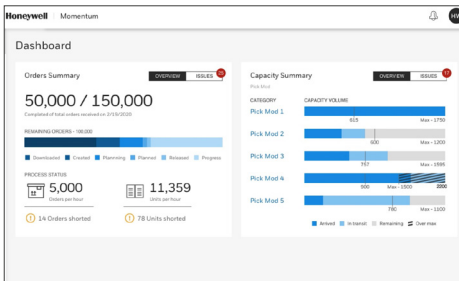 Honeywell | Momentum
HW
Dashboard
Orders Summary
OVERVIEW
ISSUES
25
50,000 / 150,000
Completed of total orders received on 2/15/2020
REMAINING ORDERS - 100,000
Downloaded Created Planning Planned Released Progress
PROCESS STATUS
5,000
Orders per hour
11,359
Units per hour
14 Orders shorted
78 Units shorted
Capacity Summary
OVERVIEW
ISSUES
17
Pick Mod
CATEGORY
CAPACITY VOLUME
Pick Mod 1
615
Max - 1750
Pick Mod 2
600
Max - 1200
Pick Mod 3
757
Max - 1595
Pick Mod 4
900
Max - 1500
2200
Pick Mod 5
780
Max - 1100
Arrived In transit Remaining Over max